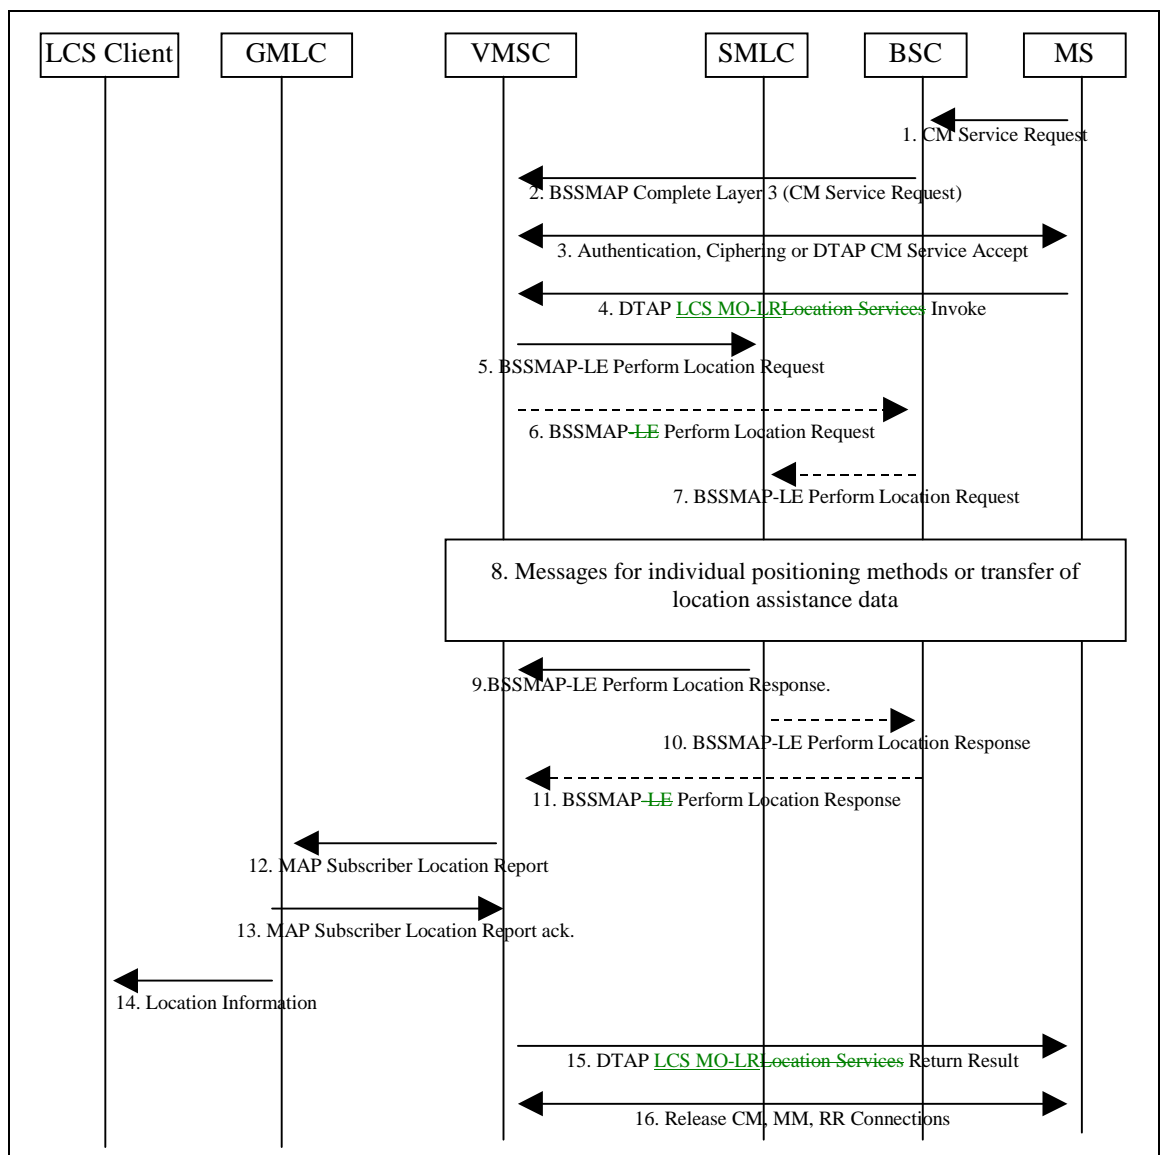 LCS Client GMLC VMSC SMLC BSC MS
1. CM Service Request
2. BSSMAP Complete Layer 3 (CM Service Request)
3. Authentication, Ciphering or DTAP CM Service Accept
4. DTAP LCS MO-LRLocation Services Invoke
5. BSSMAP-LE Perform Location Request
6. BSSMAP-LE Perform Location Request
7. BSSMAP-LE Perform Location Request
8. Messages for individual positioning methods or transfer of
location assistance data
9.BSSMAP-LE Perform Location Response.
10. BSSMAP-LE Perform Location Response
11. BSSMAP-LE Perform Location Response
12. MAP Subscriber Location Report
13. MAP Subscriber Location Report ack.
14. Location Information
15. DTAP LCS MO-LRLocation Services Return Result
16. Release CM, MM, RR Connections